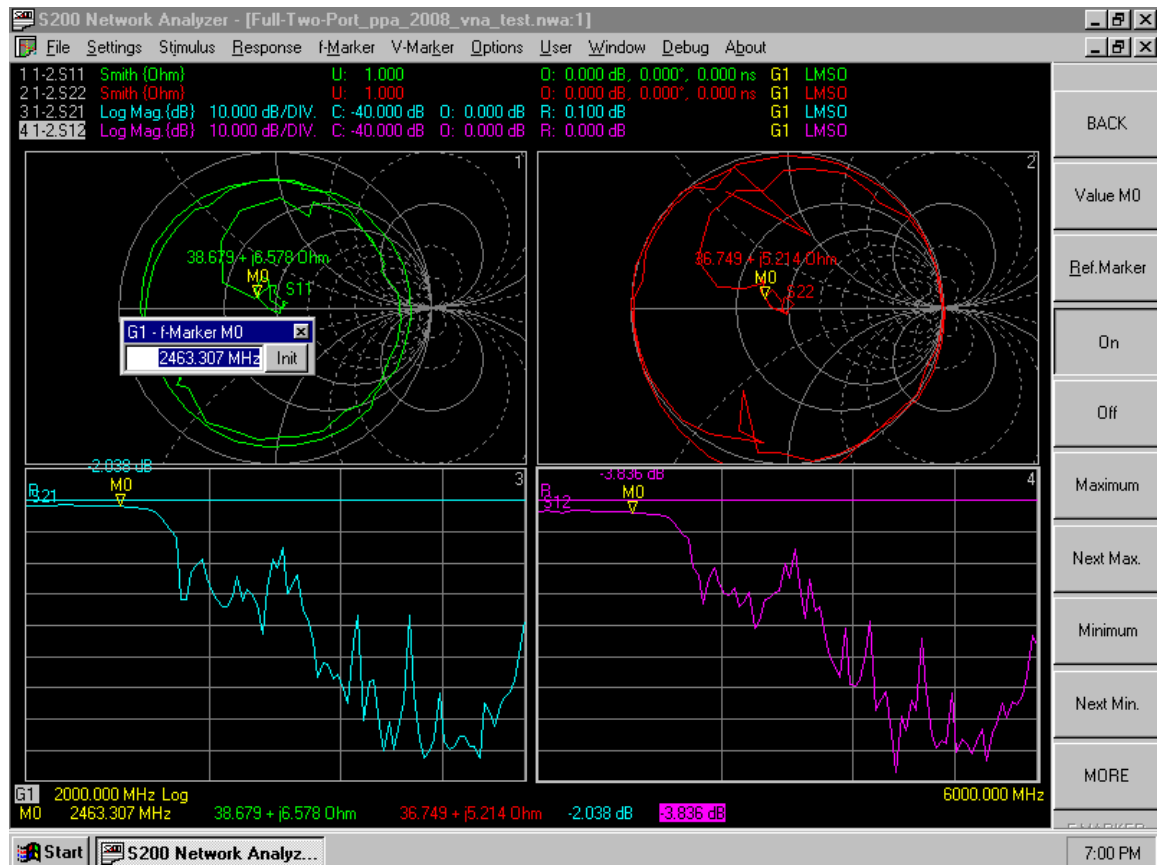 S200 Network Analyzer - [Full-Two-Port_ppa_2008_vna_test.nwa:1]
File Settings Stimulus Response f-Marker V-Marker Options User Window Debug About
1 1-2.S11 Smith {Ohm} U: 1.000 O: 0.000 dB, 0.000°, 0.000 ns G1 LMSO
2 1-2.S22 Smith {Ohm} U: 1.000 O: 0.000 dB, 0.000°, 0.000 ns G1 LMSO
3 1-2.S21 Log Mag.{dB} 10.000 dB/DIV. C: -40.000 dB O: 0.000 dB R: 0.100 dB G1 LMSO
4 1-2.S12 Log Mag.{dB} 10.000 dB/DIV. C: -40.000 dB O: 0.000 dB R: 0.000 dB G1 LMSO
1
38.679 + j6.578 Ohm
M0
S11
G1 - f-Marker M0
2463.307 MHz Init
2
36.749 + j5.214 Ohm
M0
S22
3
-2.038 dB
M0
R
S21
4
-3.836 dB
M0
R
S12
G1 2000.000 MHz Log 6000.000 MHz
M0 2463.307 MHz 38.679 + j6.578 Ohm 36.749 + j5.214 Ohm -2.038 dB -3.836 dB
BACK
Value M0
Ref.Marker
On
Off
Maximum
Next Max.
Minimum
Next Min.
MORE
Start S200 Network Analyz... 7:00 PM